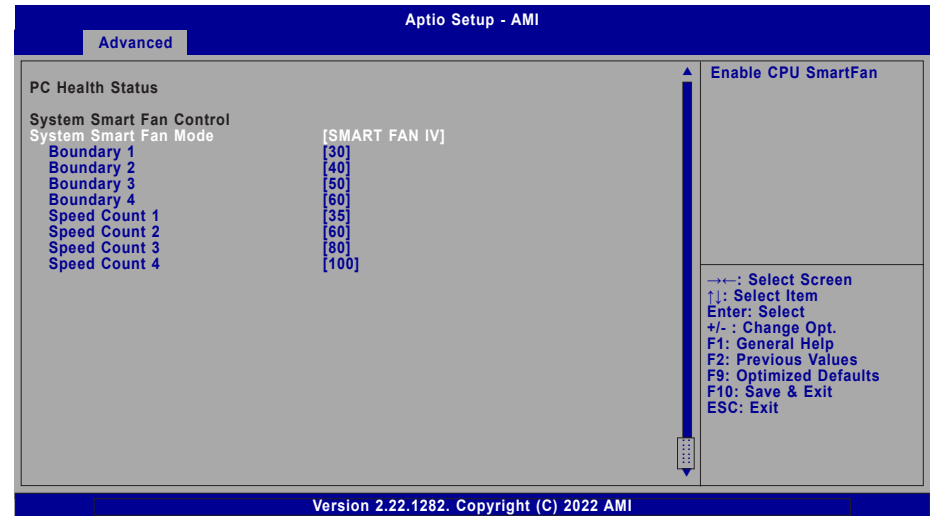 Aptio Setup - AMI
Advanced
PC Health Status
System Smart Fan Control
System Smart Fan Mode [SMART FAN IV]
Boundary 1 [30]
Boundary 2 [40]
Boundary 3 [50]
Boundary 4 [60]
Speed Count 1 [35]
Speed Count 2 [60]
Speed Count 3 [80]
Speed Count 4 [100]
Enable CPU SmartFan
→←: Select Screen
↑↓: Select Item
Enter: Select
+/- : Change Opt.
F1: General Help
F2: Previous Values
F9: Optimized Defaults
F10: Save & Exit
ESC: Exit
Version 2.22.1282. Copyright (C) 2022 AMI